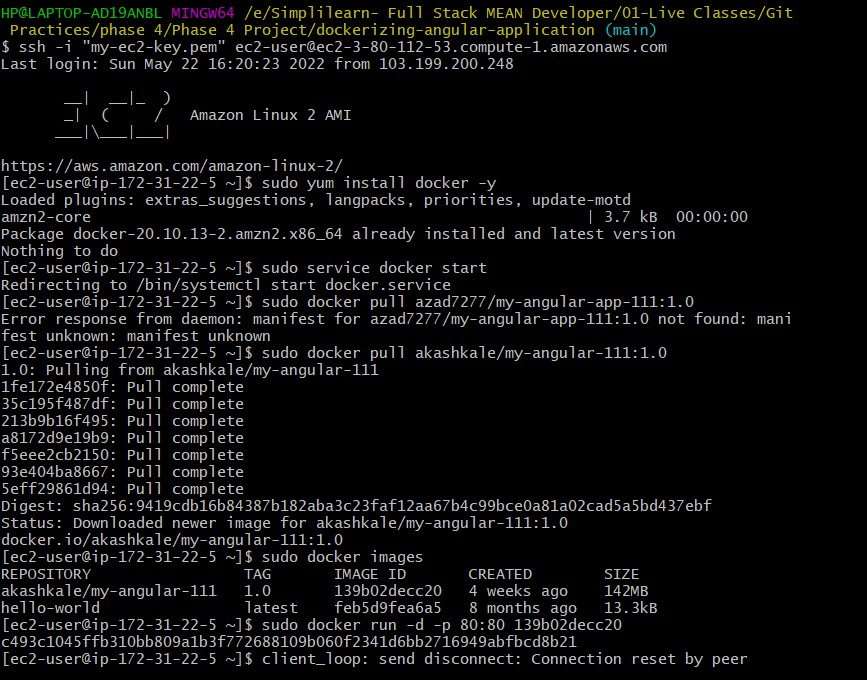 HP@LAPTOP-AD19ANBL MINGW64 /e/Simplilearn- Full Stack MEAN Developer/01-Live Classes/Git
Practices/phase 4/Phase 4 Project/dockerizing-angular-application (main)
$ ssh -i "my-ec2-key.pem" ec2-user@ec2-3-80-112-53.compute-1.amazonaws.com
Last login: Sun May 22 16:20:23 2022 from 103.199.200.248
__|  __|_  )
_|  (     /   Amazon Linux 2 AMI
___|\___|___|
https://aws.amazon.com/amazon-linux-2/
[ec2-user@ip-172-31-22-5 ~]$ sudo yum install docker -y
Loaded plugins: extras_suggestions, langpacks, priorities, update-motd
amzn2-core | 3.7 kB  00:00:00
Package docker-20.10.13-2.amzn2.x86_64 already installed and latest version
Nothing to do
[ec2-user@ip-172-31-22-5 ~]$ sudo service docker start
Redirecting to /bin/systemctl start docker.service
[ec2-user@ip-172-31-22-5 ~]$ sudo docker pull azad7277/my-angular-app-111:1.0
Error response from daemon: manifest for azad7277/my-angular-app-111:1.0 not found: mani
fest unknown: manifest unknown
[ec2-user@ip-172-31-22-5 ~]$ sudo docker pull akashkale/my-angular-111:1.0
1.0: Pulling from akashkale/my-angular-111
1fe172e4850f: Pull complete
35c195f487df: Pull complete
213b9b16f495: Pull complete
a8172d9e19b9: Pull complete
f5eee2cb2150: Pull complete
93e404ba8667: Pull complete
5eff29861d94: Pull complete
Digest: sha256:9419cdb16b84387b182aba3c23faf12aa67b4c99bce0a81a02cad5a5bd437ebf
Status: Downloaded newer image for akashkale/my-angular-111:1.0
docker.io/akashkale/my-angular-111:1.0
[ec2-user@ip-172-31-22-5 ~]$ sudo docker images
REPOSITORY TAG IMAGE ID CREATED SIZE
akashkale/my-angular-111 1.0 139b02decc20 4 weeks ago 142MB
hello-world latest feb5d9fea6a5 8 months ago 13.3kB
[ec2-user@ip-172-31-22-5 ~]$ sudo docker run -d -p 80:80 139b02decc20
c493c1045ffb310bb809a1b3f772688109b060f2341d6bb2716949abfbcd8b21
[ec2-user@ip-172-31-22-5 ~]$ client_loop: send disconnect: Connection reset by peer